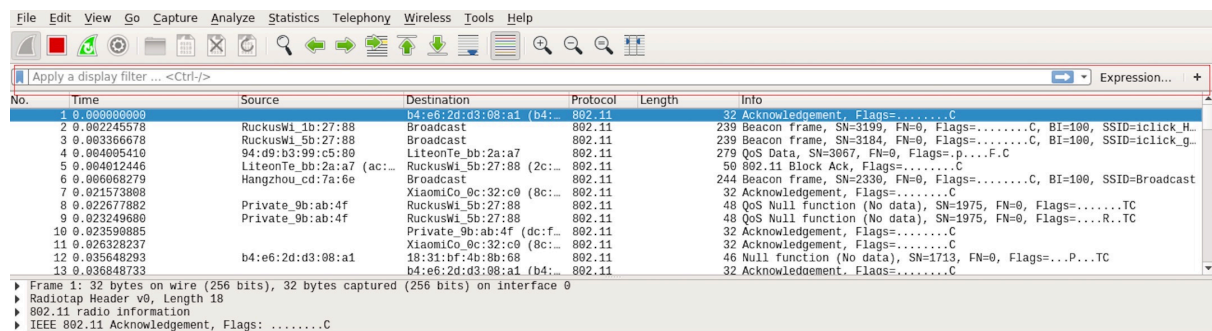 File Edit View Go Capture Analyze Statistics Telephony Wireless Tools Help
Apply a display filter ... <Ctrl-/> Expression... +
No. Time Source Destination Protocol Length Info
1 0.000000000 b4:e6:2d:d3:08:a1 (b4:… 802.11 32 Acknowledgement, Flags=........C
2 0.002245578 RuckusWi_1b:27:88 Broadcast 802.11 239 Beacon frame, SN=3199, FN=0, Flags=........C, BI=100, SSID=iclick_H…
3 0.003366678 RuckusWi_5b:27:88 Broadcast 802.11 239 Beacon frame, SN=3184, FN=0, Flags=........C, BI=100, SSID=iclick_g…
4 0.004005410 94:d9:b3:99:c5:80 LiteonTe_bb:2a:a7 802.11 279 QoS Data, SN=3067, FN=0, Flags=.p....F.C
5 0.004012446 LiteonTe_bb:2a:a7 (ac:… RuckusWi_5b:27:88 (2c:… 802.11 50 802.11 Block Ack, Flags=........C
6 0.006068279 Hangzhou_cd:7a:6e Broadcast 802.11 244 Beacon frame, SN=2330, FN=0, Flags=........C, BI=100, SSID=Broadcast
7 0.021573808 XiaomiCo_0c:32:c0 (8c:… 802.11 32 Acknowledgement, Flags=........C
8 0.022677882 Private_9b:ab:4f RuckusWi_5b:27:88 802.11 48 QoS Null function (No data), SN=1975, FN=0, Flags=.......TC
9 0.023249680 Private_9b:ab:4f RuckusWi_5b:27:88 802.11 48 QoS Null function (No data), SN=1975, FN=0, Flags=....R..TC
10 0.023590885 Private_9b:ab:4f (dc:f… 802.11 32 Acknowledgement, Flags=........C
11 0.026328237 XiaomiCo_0c:32:c0 (8c:… 802.11 32 Acknowledgement, Flags=........C
12 0.035648293 b4:e6:2d:d3:08:a1 18:31:bf:4b:8b:68 802.11 46 Null function (No data), SN=1713, FN=0, Flags=...P...TC
13 0.036848733 b4:e6:2d:d3:08:a1 (b4:… 802.11 32 Acknowledgement, Flags=........C
Frame 1: 32 bytes on wire (256 bits), 32 bytes captured (256 bits) on interface 0
Radiotap Header v0, Length 18
802.11 radio information
IEEE 802.11 Acknowledgement, Flags: ........C